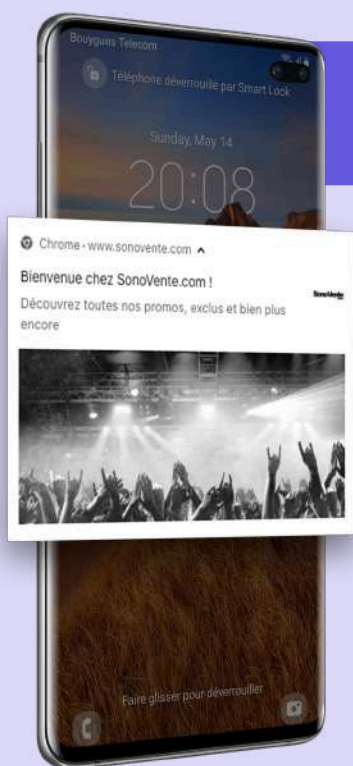 Bouygues Telecom
Téléphone déverrouillé par Smart Lock
Sunday, May 14
20:08
Chrome · www.sonovente.com
Bienvenue chez SonoVente.com !
SonoVente
Découvrez toutes nos promos, exclus et bien plus
encore
Faire glisser pour déverrouiller